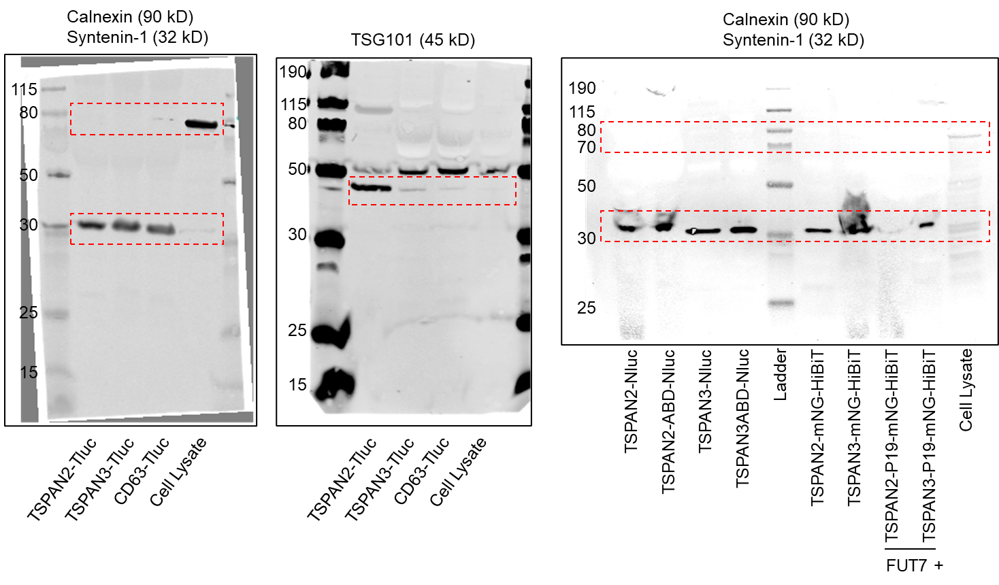 Calnexin (90 kD)
Syntenin-1 (32 kD)
115
80
50
30
25
15
TSPAN2-Tluc
TSPAN3-Tluc
CD63-Tluc
Cell Lysate
TSG101 (45 kD)
190
115
80
50
30
25
15
TSPAN2-Tluc
TSPAN3-Tluc
CD63-Tluc
Cell Lysate
Calnexin (90 kD)
Syntenin-1 (32 kD)
190
115
80
70
50
30
25
TSPAN2-Nluc
TSPAN2-ABD-Nluc
TSPAN3-Nluc
TSPAN3ABD-Nluc
Ladder
TSPAN2-mNG-HiBiT
TSPAN3-mNG-HiBiT
TSPAN2-P19-mNG-HiBiT
TSPAN3-P19-mNG-HiBiT
Cell Lysate
FUT7 +